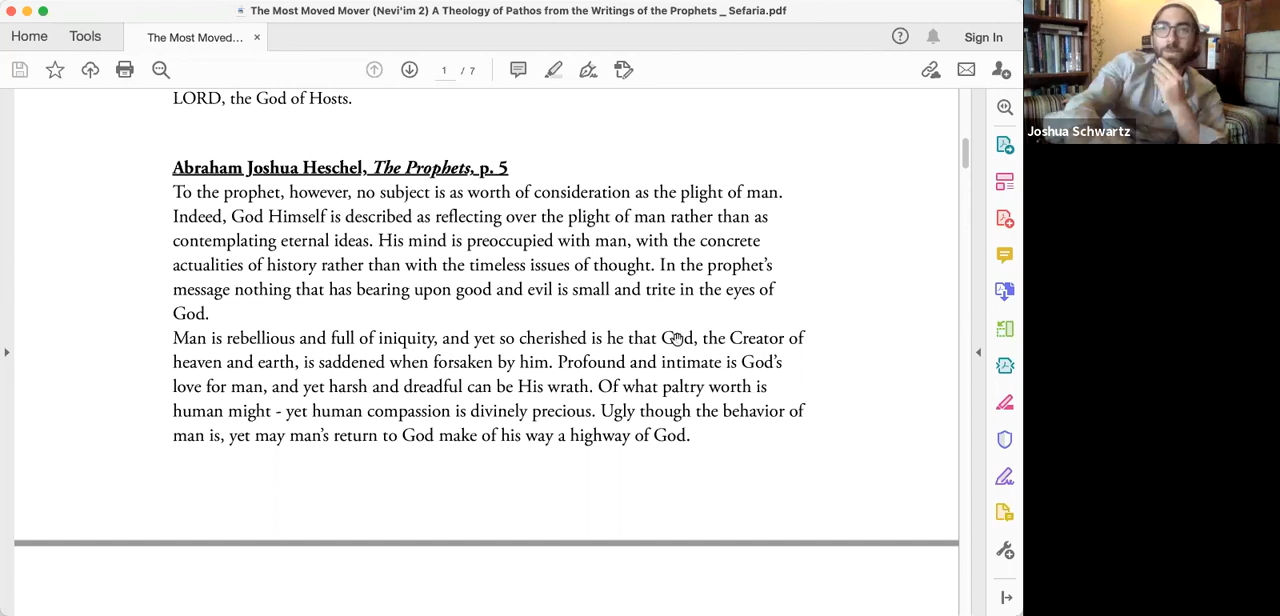 The Most Moved Mover (Nevi'im 2) A Theology of Pathos from the Writings of the Prophets _ Sefaria.pdf
Home Tools The Most Moved... × Sign In
1 / 7
Joshua Schwartz
LORD, the God of Hosts.
Abraham Joshua Heschel, The Prophets, p. 5
To the prophet, however, no subject is as worth of consideration as the plight of man.
Indeed, God Himself is described as reflecting over the plight of man rather than as
contemplating eternal ideas. His mind is preoccupied with man, with the concrete
actualities of history rather than with the timeless issues of thought. In the prophet's
message nothing that has bearing upon good and evil is small and trite in the eyes of
God.
Man is rebellious and full of iniquity, and yet so cherished is he that God, the Creator of
heaven and earth, is saddened when forsaken by him. Profound and intimate is God's
love for man, and yet harsh and dreadful can be His wrath. Of what paltry worth is
human might - yet human compassion is divinely precious. Ugly though the behavior of
man is, yet may man's return to God make of his way a highway of God.